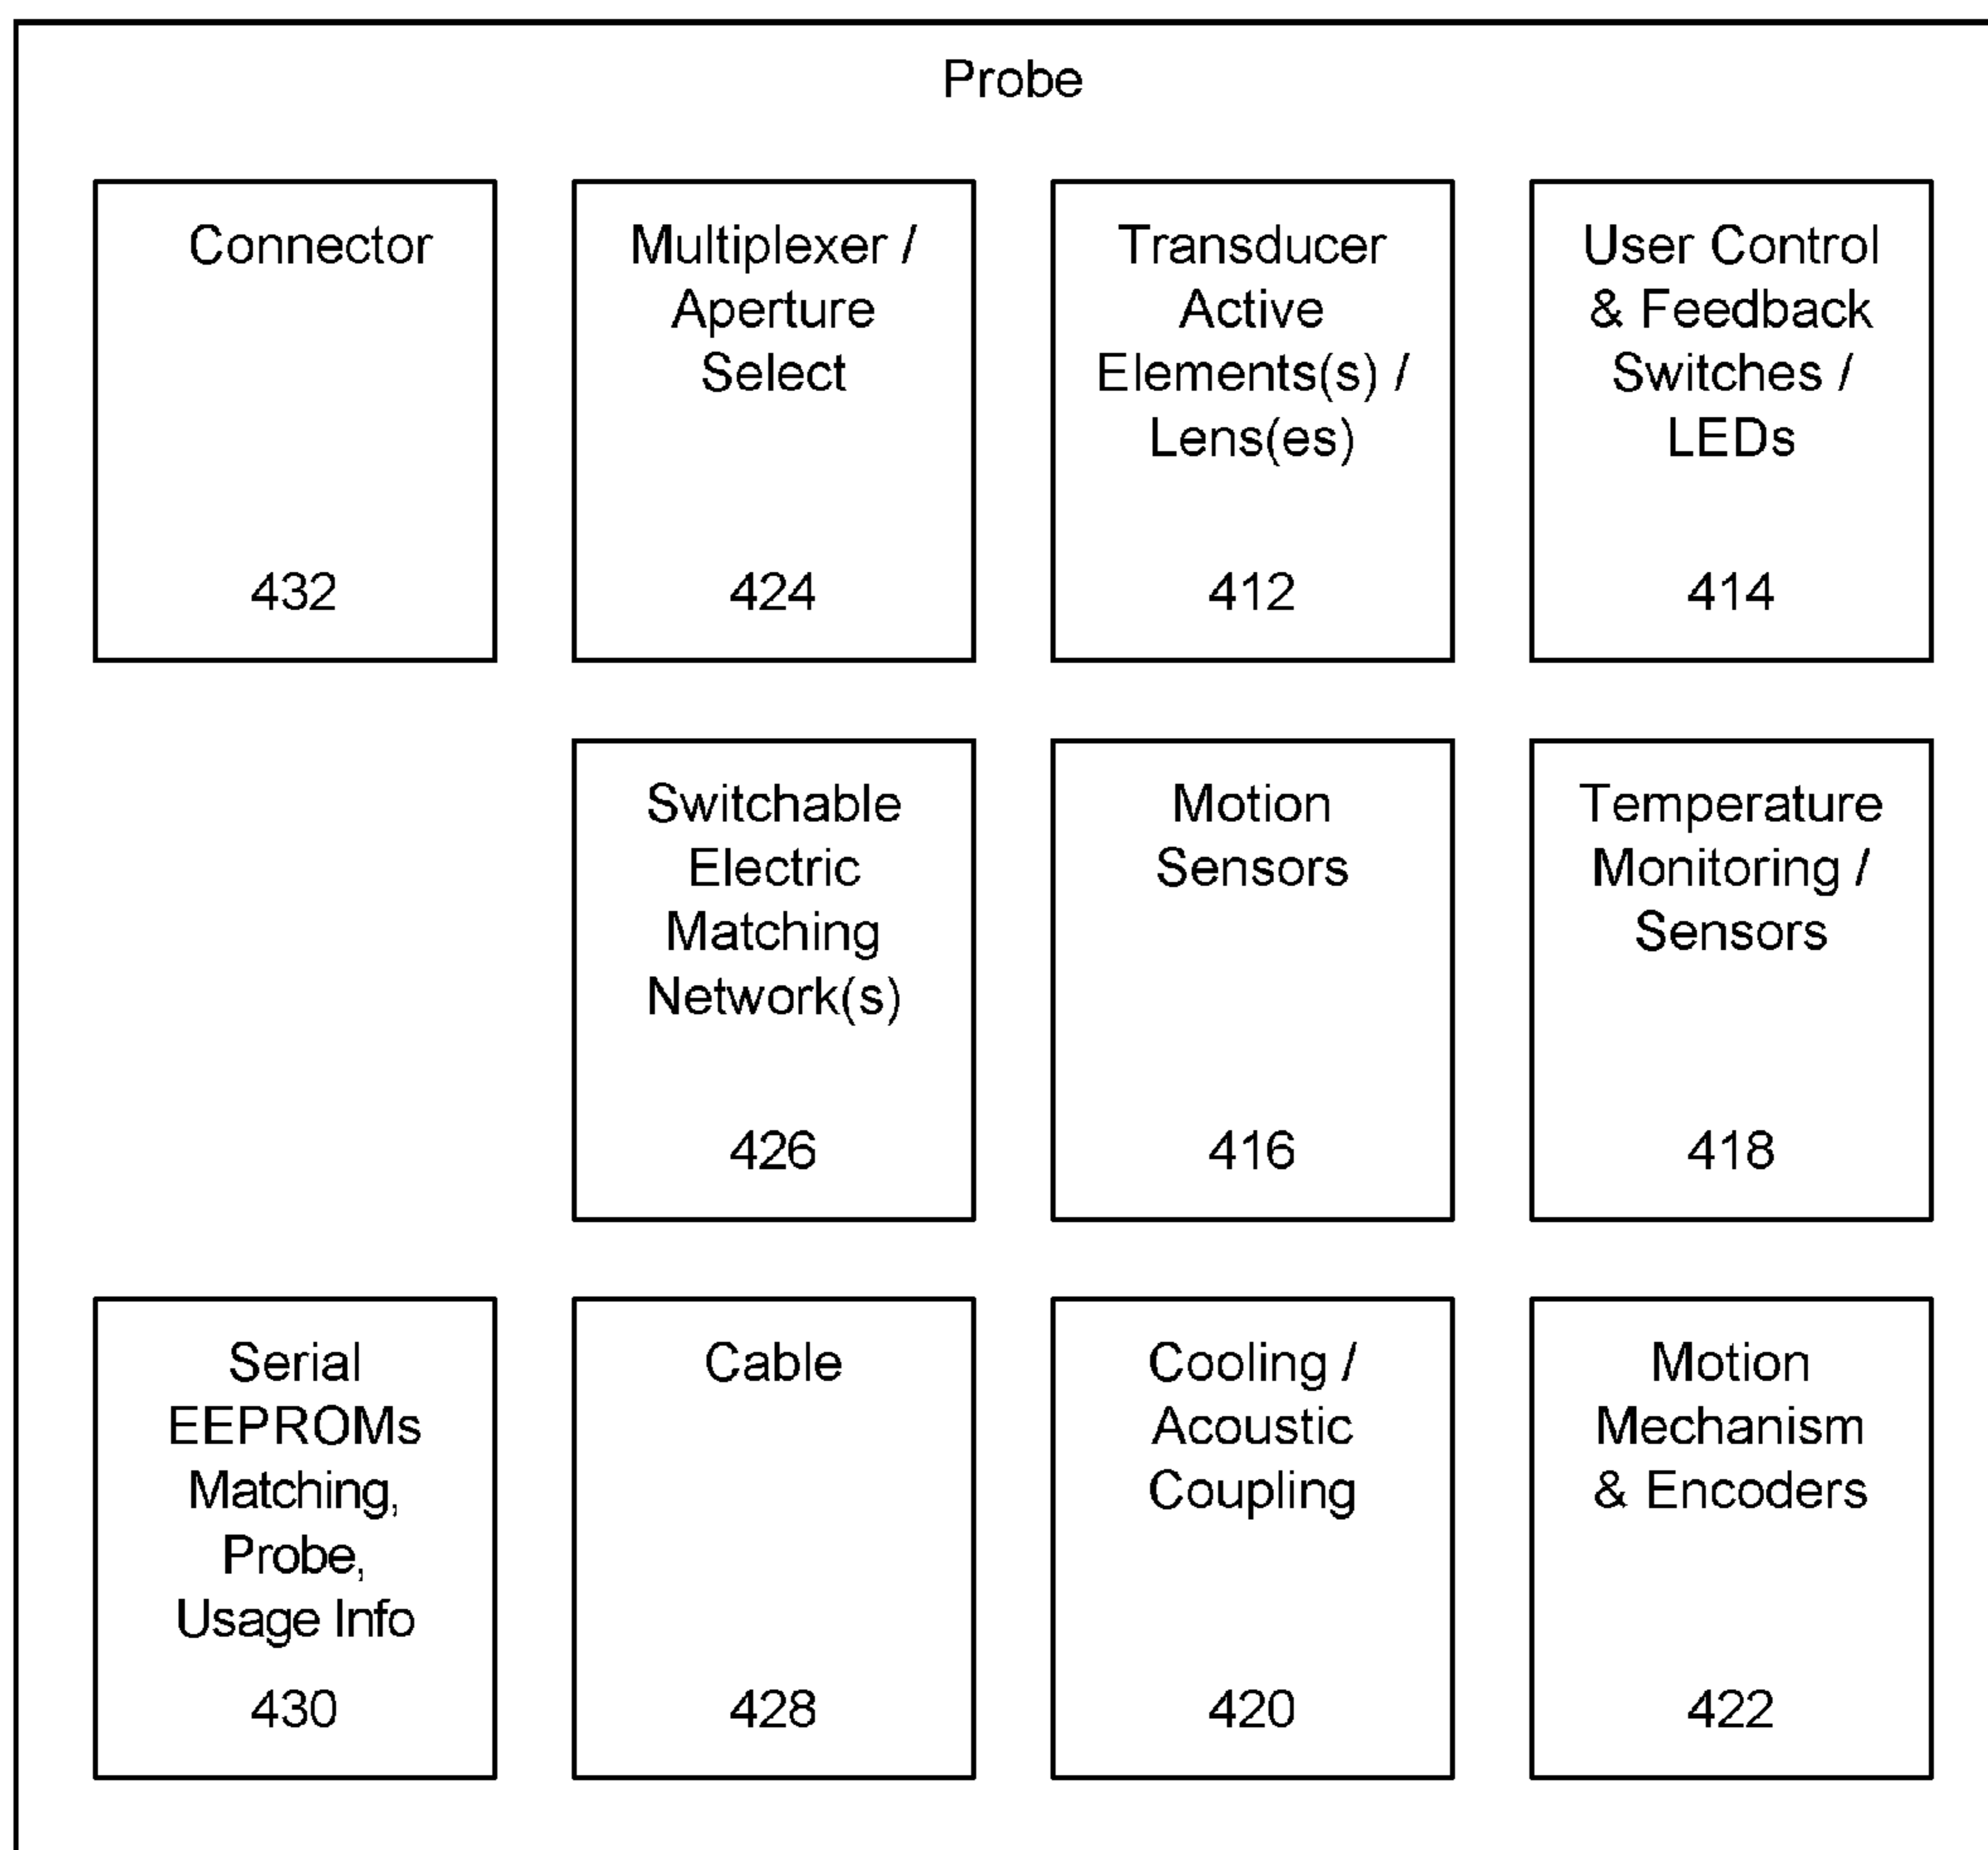 Probe
Connector
432
Multiplexer /
Aperture
Select
424
Transducer
Active
Elements(s) /
Lens(es)
412
User Control
& Feedback
Switches /
LEDs
414
Switchable
Electric
Matching
Network(s)
426
Motion
Sensors
416
Temperature
Monitoring /
Sensors
418
Serial
EEPROMs
Matching,
Probe,
Usage Info
430
Cable
428
Cooling /
Acoustic
Coupling
420
Motion
Mechanism
& Encoders
422